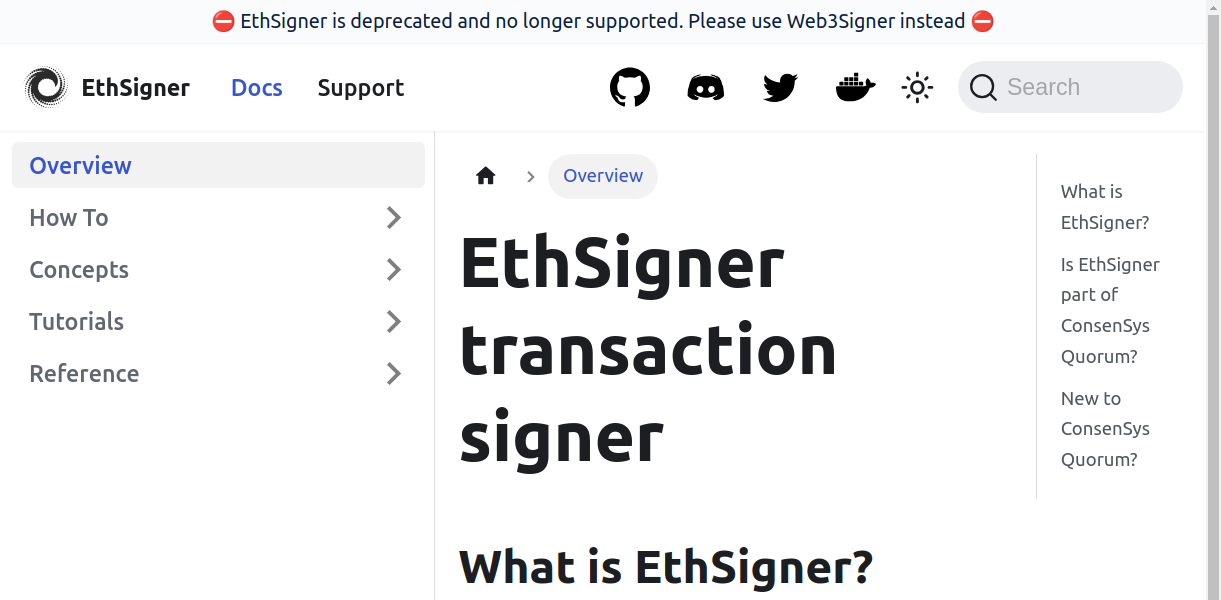 ⛔ EthSigner is deprecated and no longer supported. Please use Web3Signer instead ⛔
EthSigner Docs Support Search
Overview
How To
Concepts
Tutorials
Reference
Overview
EthSigner
transaction
signer
What is EthSigner?
What is
EthSigner?
Is EthSigner
part of
ConsenSys
Quorum?
New to
ConsenSys
Quorum?